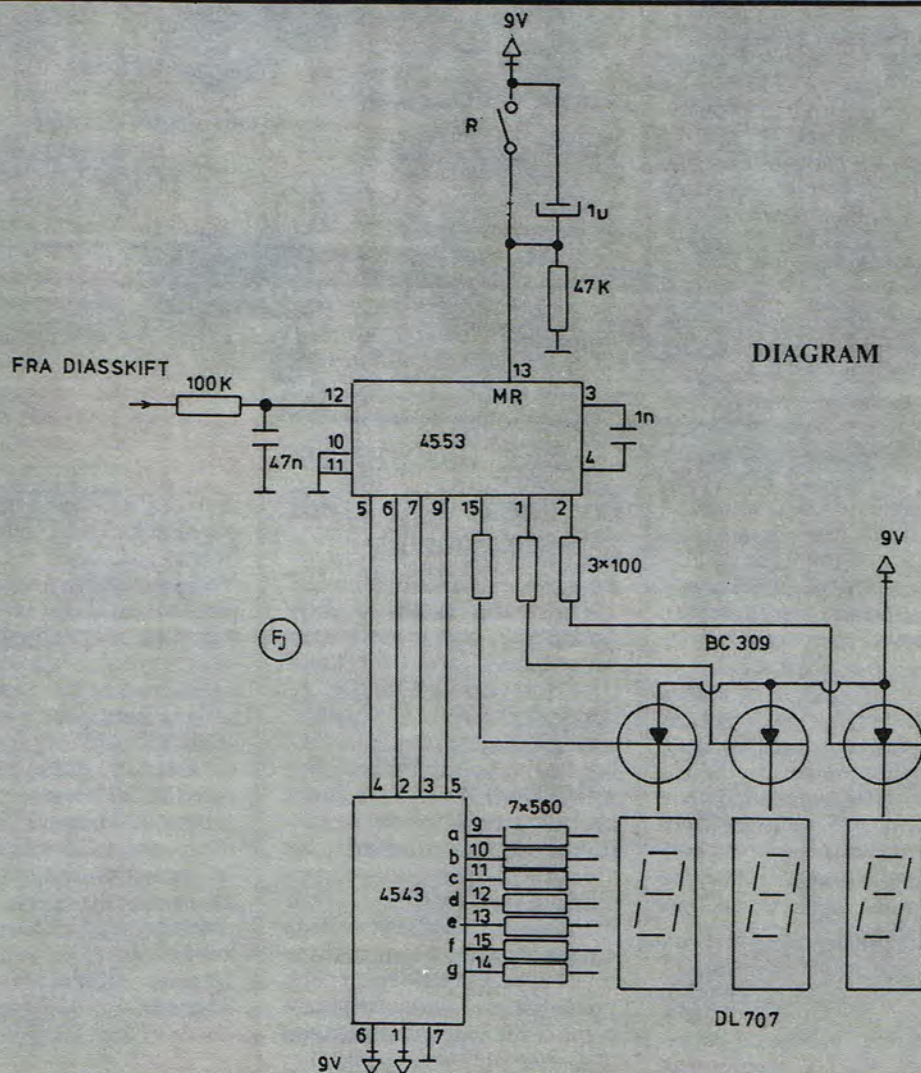 9V
R
1u
47K
DIAGRAM
FRA DIASSKIFT
100K
12
13
MR
3
1n
4
47n
10
11
4553
5 6 7 9 15 1 2
3×100
9V
Fj
BC 309
4 2 3 5
7×560
a 9
b 10
c 11
4543
d 12
e 13
f 15
g 14
DL707
6 1 7
9V